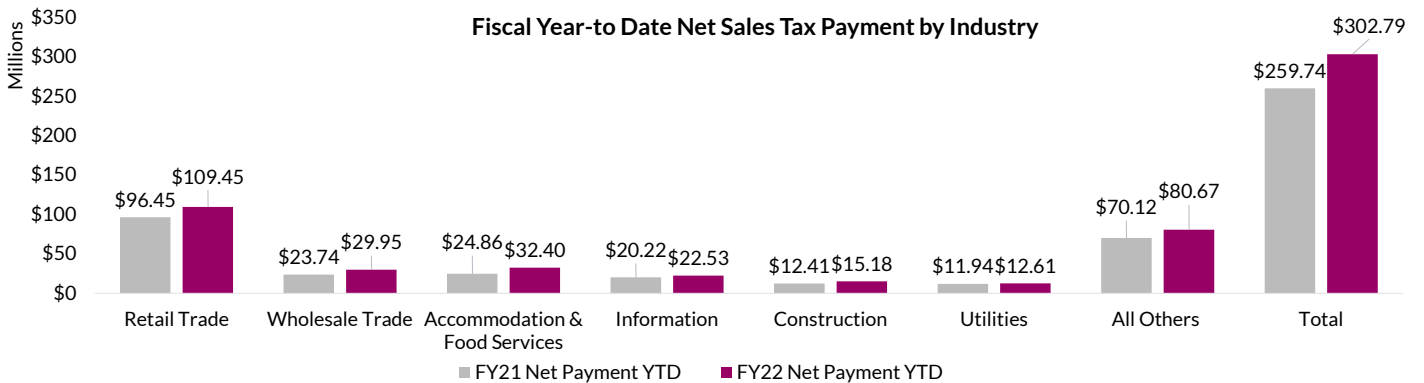 Fiscal Year-to Date Net Sales Tax Payment by Industry
Millions
$350
$300
$250
$200
$150
$100
$50
$0
$96.45
$109.45
$23.74
$29.95
$24.86
$32.40
$20.22
$22.53
$12.41
$15.18
$11.94
$12.61
$70.12
$80.67
$259.74
$302.79
Retail Trade
Wholesale Trade
Accommodation &
Food Services
Information
Construction
Utilities
All Others
Total
FY21 Net Payment YTD
FY22 Net Payment YTD